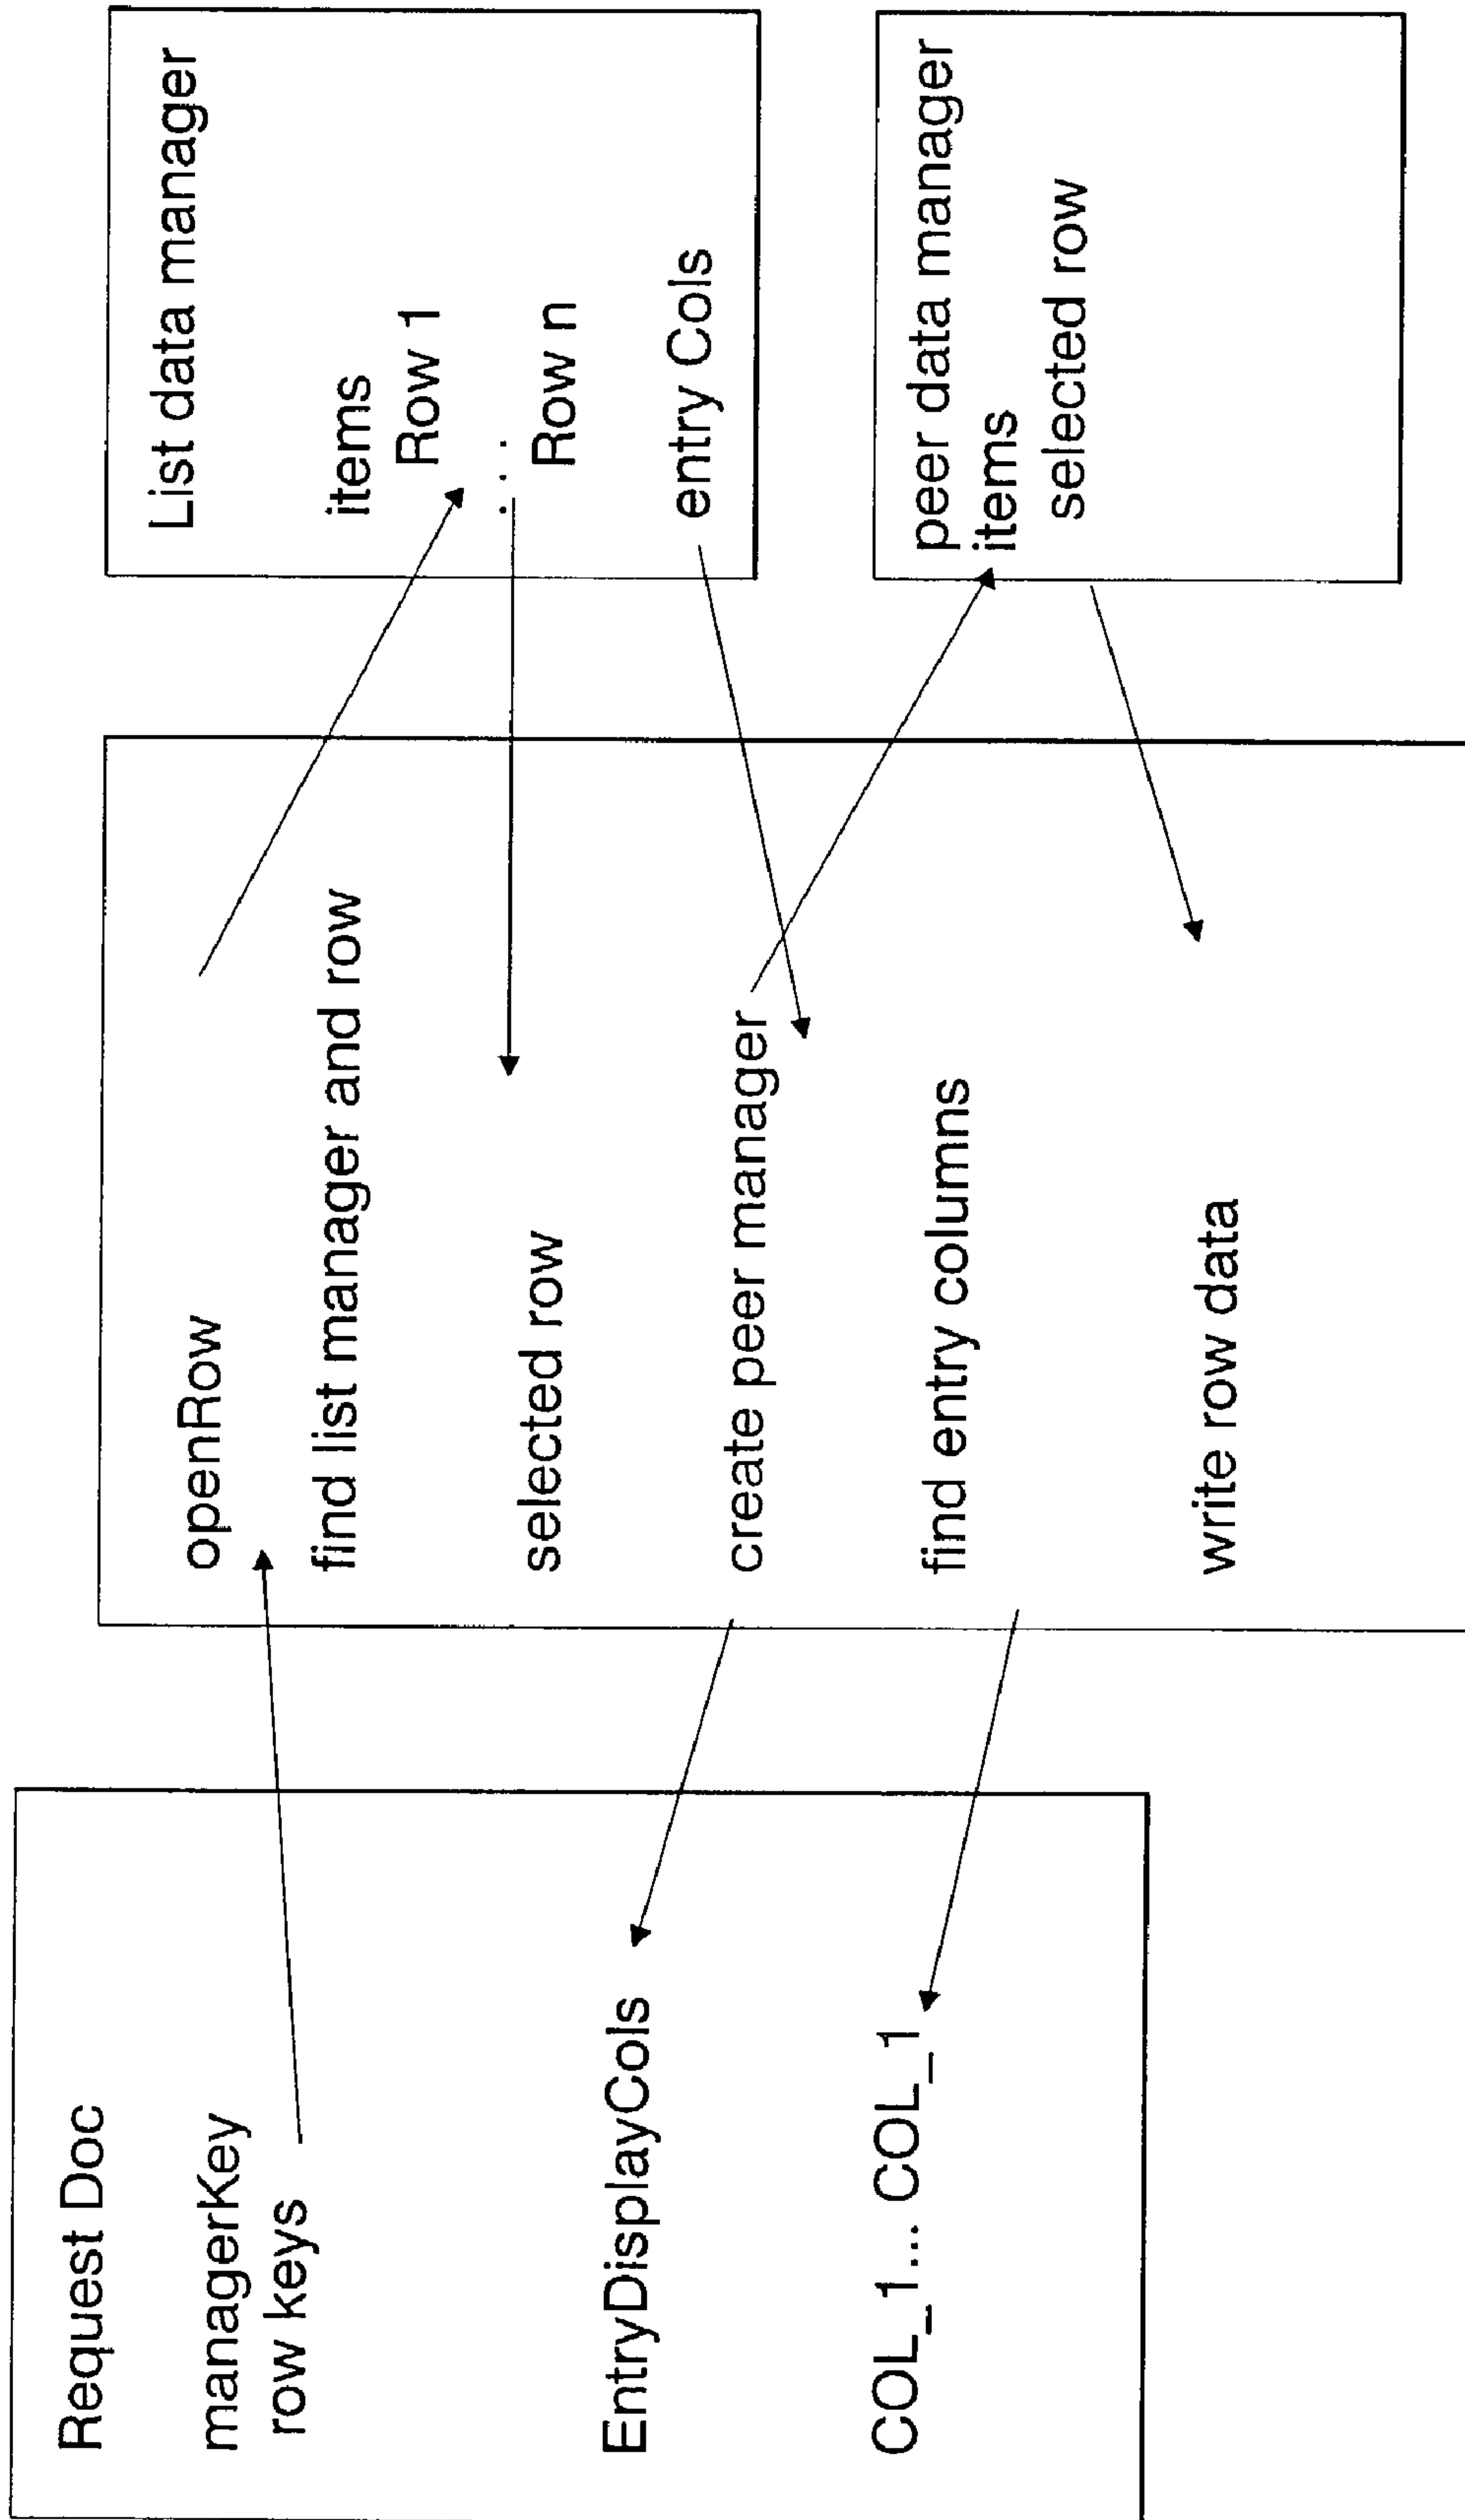 Request Doc
managerKey
row keys
EntryDisplayCols
COL_1... COL_1
openRow
find list manager and row
selected row
create peer manager
find entry columns
write row data
List data manager
items
Row 1
...
Row n
entry Cols
peer data manager
items
selected row